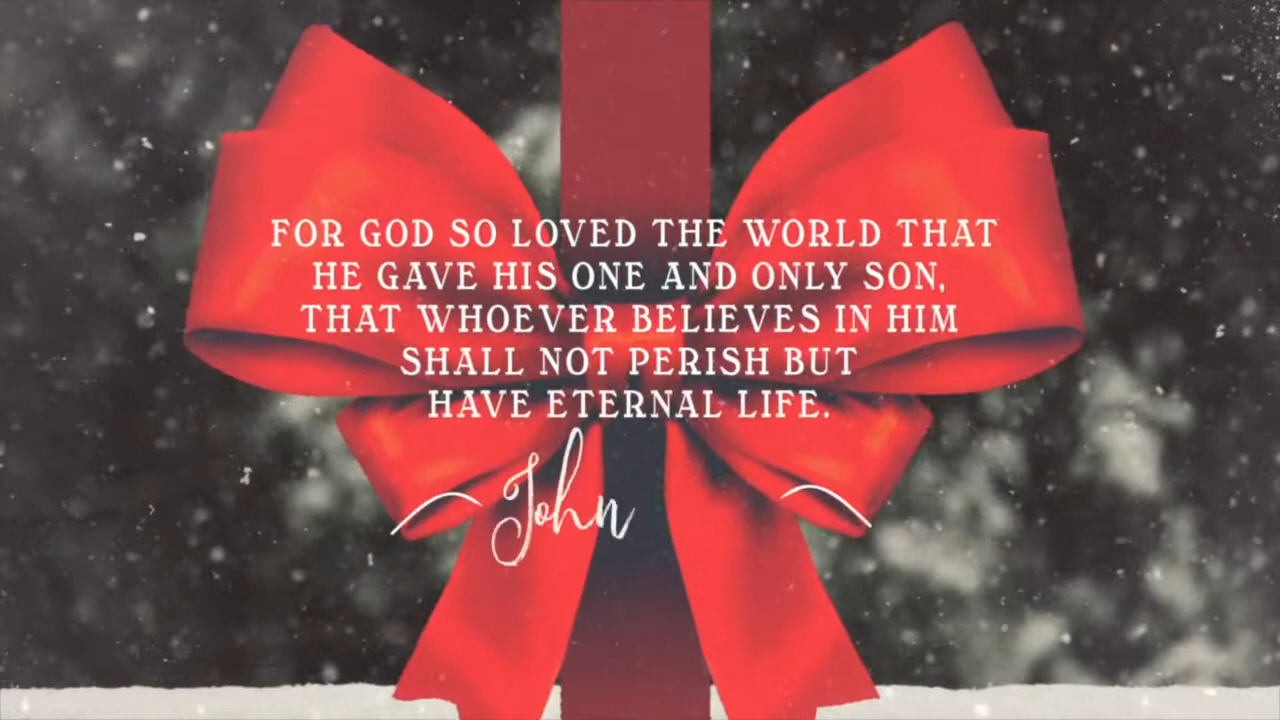 FOR GOD SO LOVED THE WORLD THAT
HE GAVE HIS ONE AND ONLY SON,
THAT WHOEVER BELIEVES IN HIM
SHALL NOT PERISH BUT
HAVE ETERNAL LIFE.
John